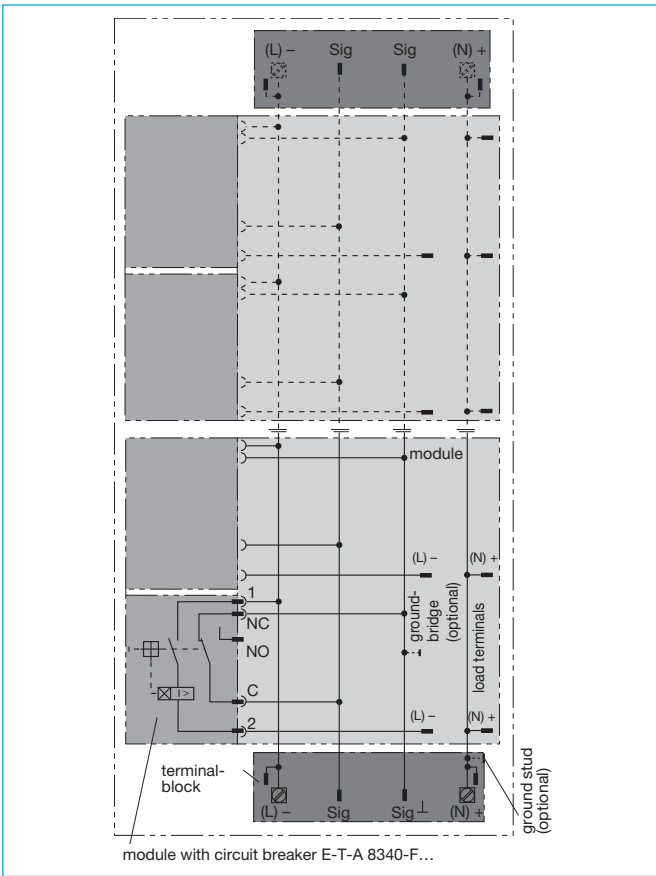 (L) – Sig Sig (N) +
module
(L) – (N) +
1
NC
NO
ground-
bridge
(optional)
load terminals
I >
C
2
(L) – (N) +
terminal-
block
(L) – Sig Sig ⊥ (N) +
ground stud
(optional)
module with circuit breaker E-T-A 8340-F...